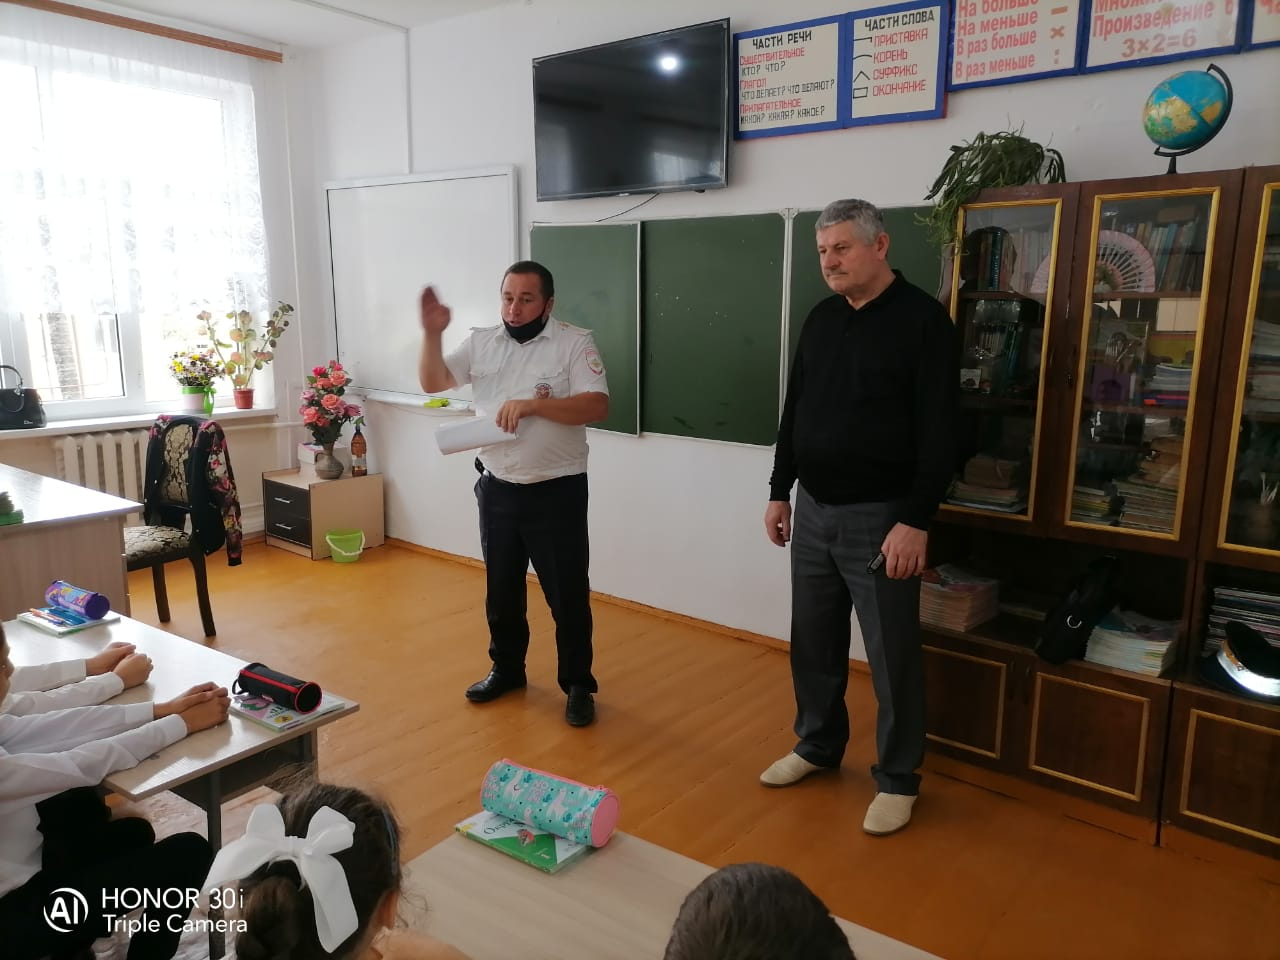 ЧАСТИ РЕЧИ
СУЩЕСТВИТЕЛЬНОЕ
КТО? ЧТО?
ГЛАГОЛ
ЧТО ДЕЛАЕТ? ЧТО ДЕЛАЮТ?
ПРИЛАГАТЕЛЬНОЕ
КАКОЙ? КАКАЯ? КАКОЕ?
ЧАСТИ СЛОВА
ПРИСТАВКА
КОРЕНЬ
СУФФИКС
ОКОНЧАНИЕ
На больше
На меньше −
В раз больше ×
В раз меньше :
Произведение
3×2=6
AI HONOR 30i
Triple Camera